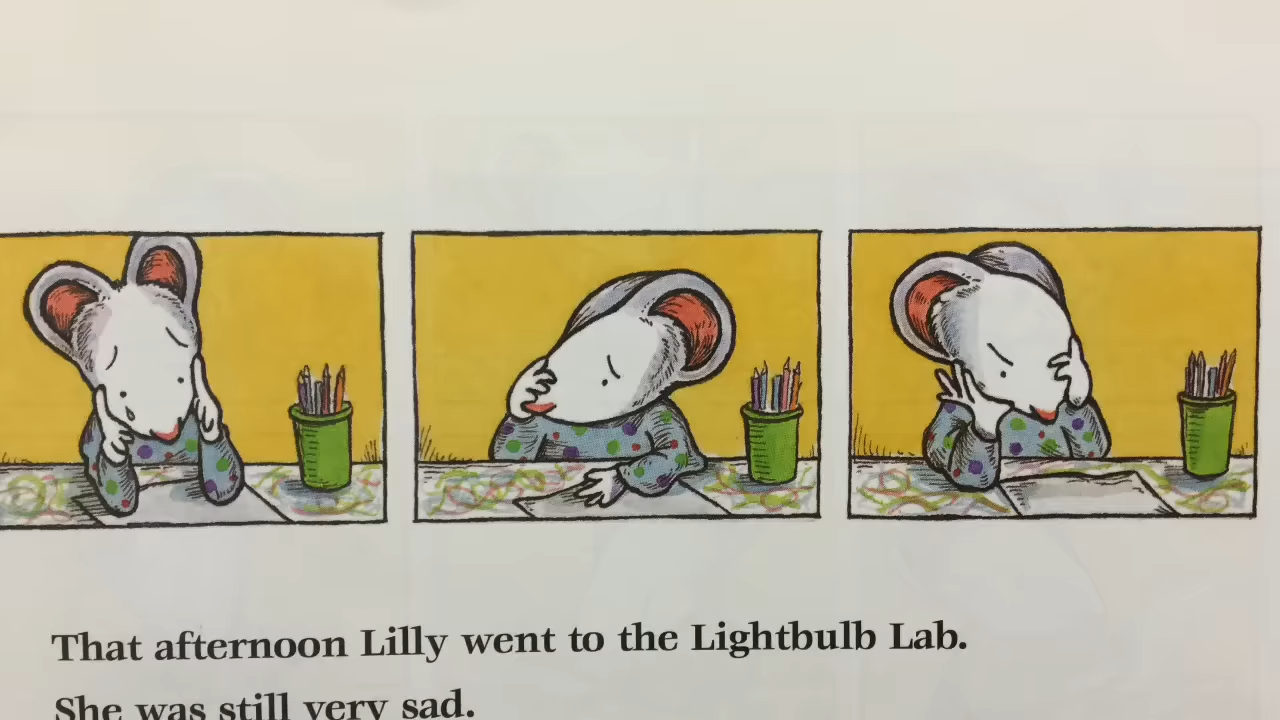 That afternoon Lilly went to the Lightbulb Lab.
She was still very sad.